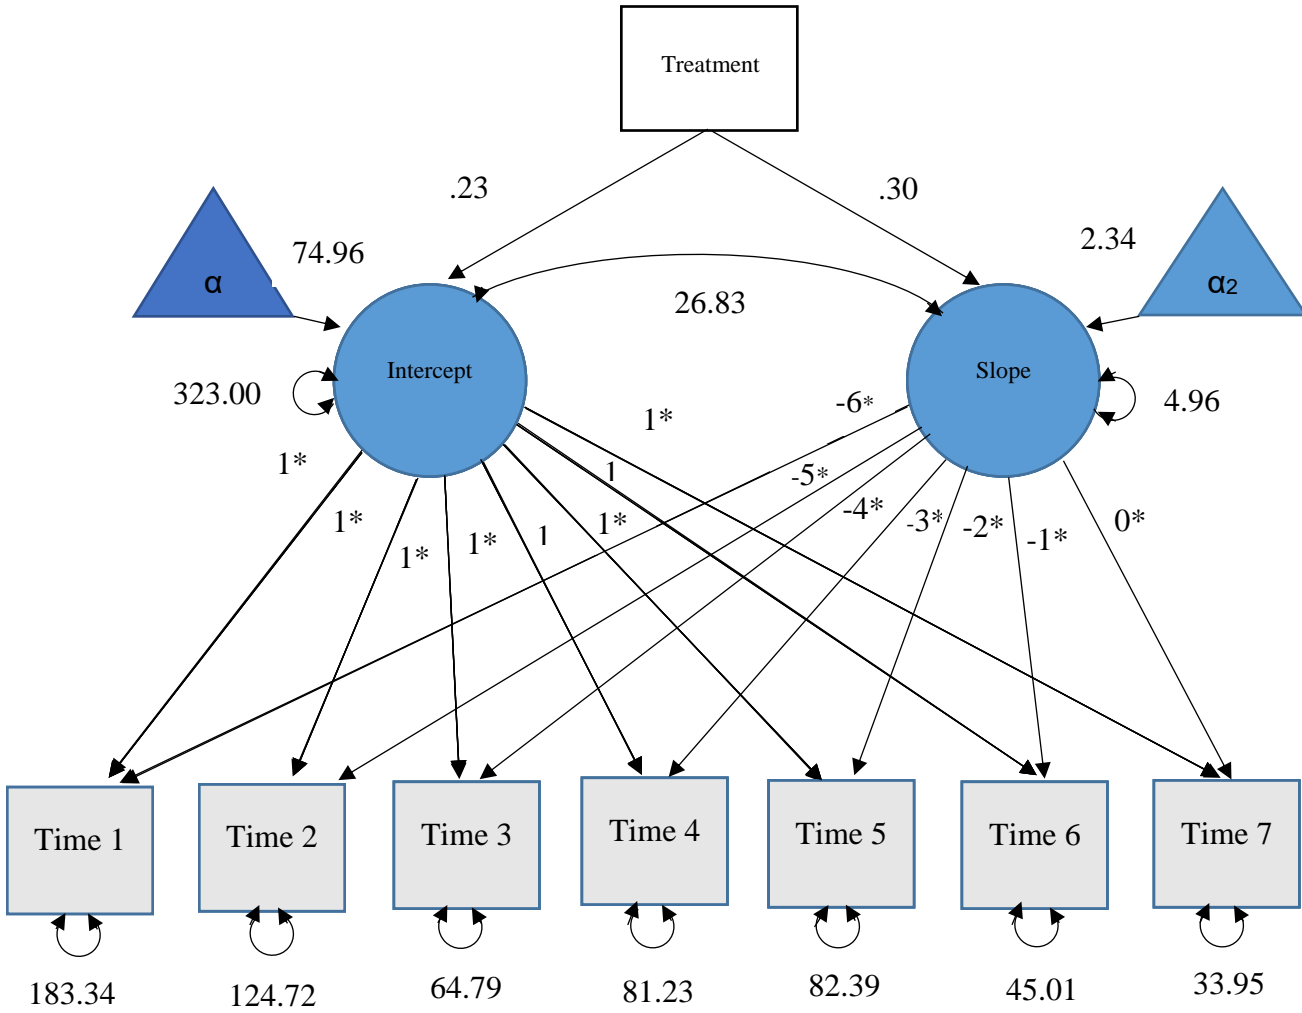 Treatment
.23
.30
74.96
2.34
α
α2
26.83
Intercept
Slope
323.00
4.96
1*
-6*
1*
1
-5*
1*
1*
1*
1
1*
-4*
-3*
-2*
-1*
0*
Time 1
Time 2
Time 3
Time 4
Time 5
Time 6
Time 7
183.34
124.72
64.79
81.23
82.39
45.01
33.95